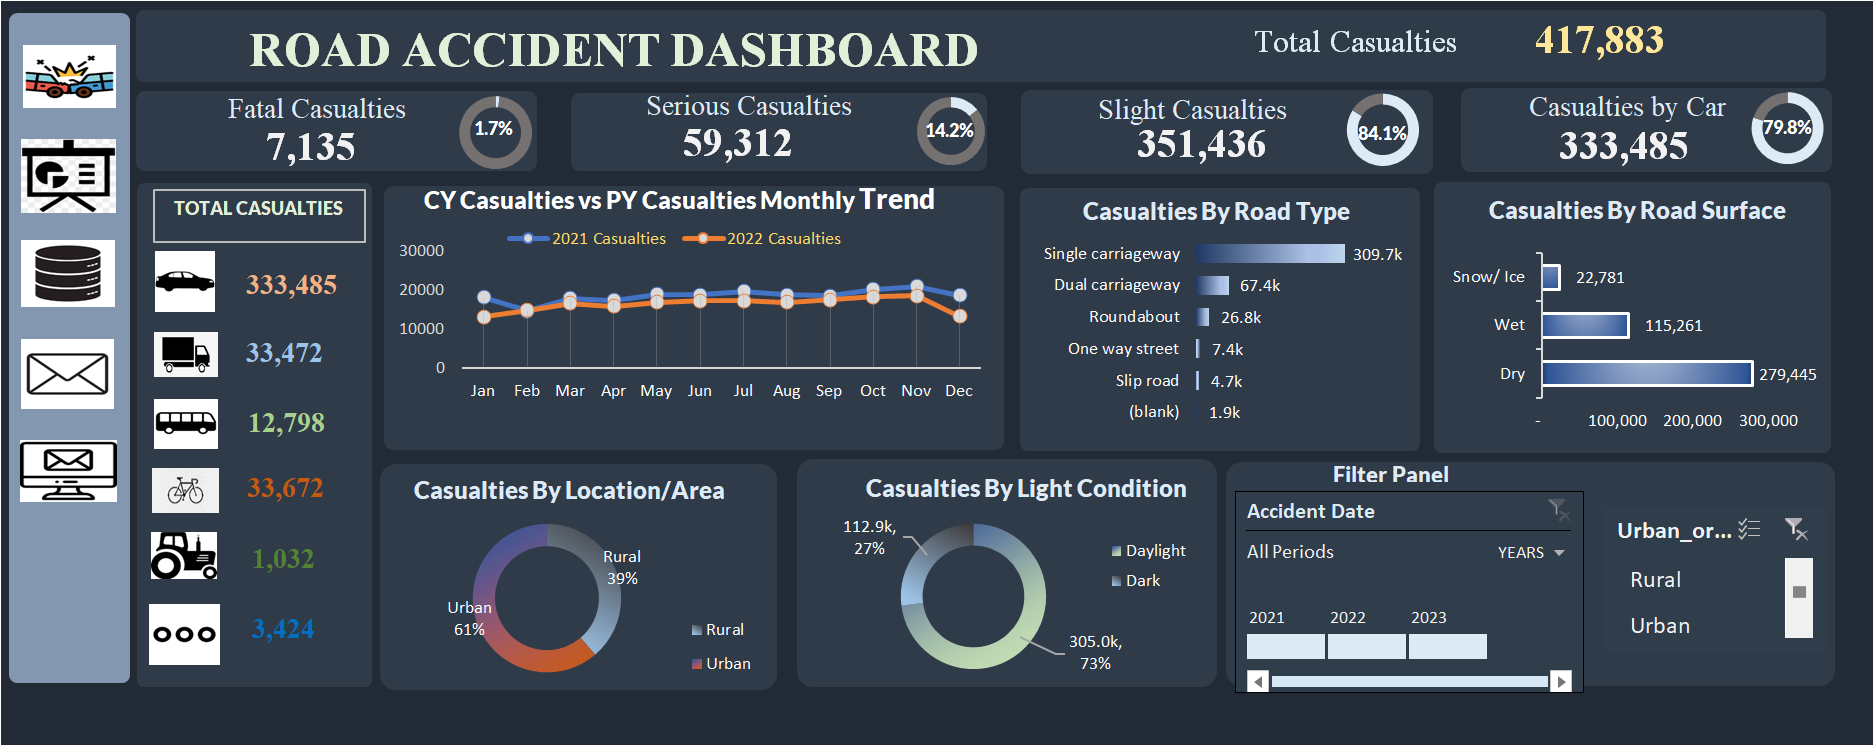 ROAD ACCIDENT DASHBOARD
Total Casualties
417,883
Fatal Casualties
7,135
1.7%
Serious Casualties
59,312
14.2%
Slight Casualties
351,436
84.1%
Casualties by Car
333,485
79.8%
TOTAL CASUALTIES
333,485
33,472
12,798
33,672
1,032
3,424
CY Casualties vs PY Casualties Monthly Trend
2021 Casualties
2022 Casualties
30000
20000
10000
0
Jan Feb Mar Apr May Jun Jul Aug Sep Oct Nov Dec
Casualties By Road Type
Single carriageway 309.7k
Dual carriageway 67.4k
Roundabout 26.8k
One way street 7.4k
Slip road 4.7k
(blank) 1.9k
Casualties By Road Surface
Snow/ Ice 22,781
Wet 115,261
Dry 279,445
- 100,000 200,000 300,000
Casualties By Location/Area
Rural
39%
Urban
61%
Rural
Urban
Casualties By Light Condition
112.9k,
27%
Daylight
Dark
305.0k,
73%
Filter Panel
Accident Date
All Periods
YEARS
2021 2022 2023
Urban_or...
Rural
Urban